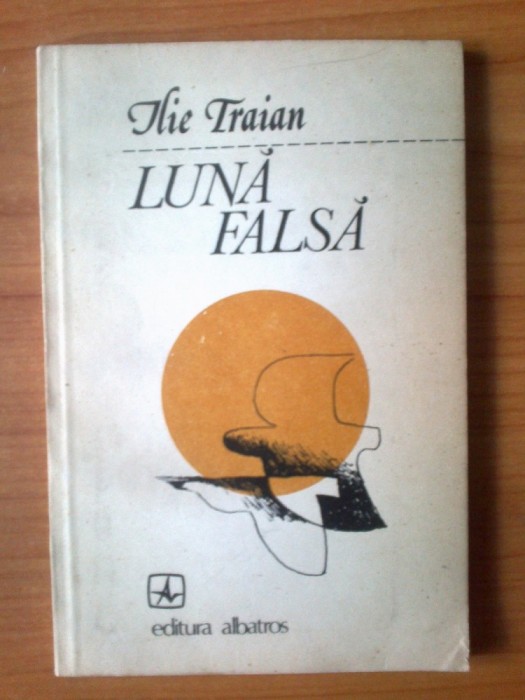 Ilie Traian
LUNĂ
FALSĂ
editura albatros